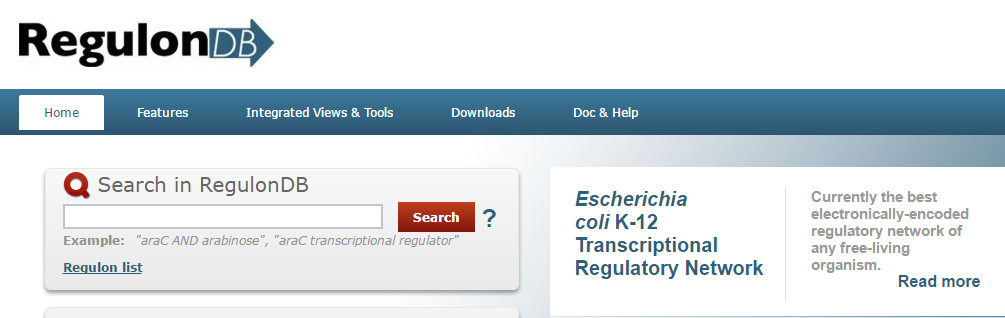 RegulonDB
Home Features Integrated Views & Tools Downloads Doc & Help
Search in RegulonDB
Search ?
Example: "araC AND arabinose", "araC transcriptional regulator"
Regulon list
Escherichia
coli K-12
Transcriptional
Regulatory Network
Currently the best
electronically-encoded
regulatory network of
any free-living
organism.
Read more